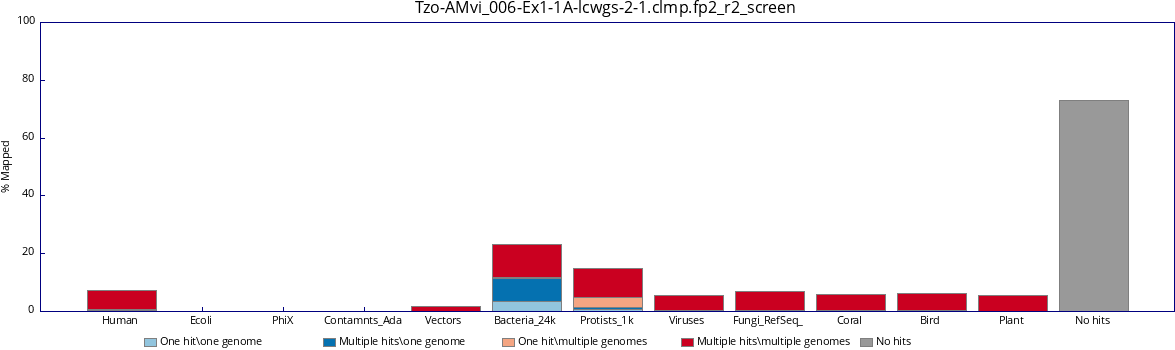 Tzo-AMvi_006-Ex1-1A-lcwgs-2-1.clmp.fp2_r2_screen
100
80
60
40
20
0
% Mapped
Human Ecoli PhiX Contamnts_Ada Vectors Bacteria_24k Protists_1k Viruses Fungi_RefSeq_ Coral Bird Plant No hits
One hit\one genome Multiple hits\one genome One hit\multiple genomes Multiple hits\multiple genomes No hits